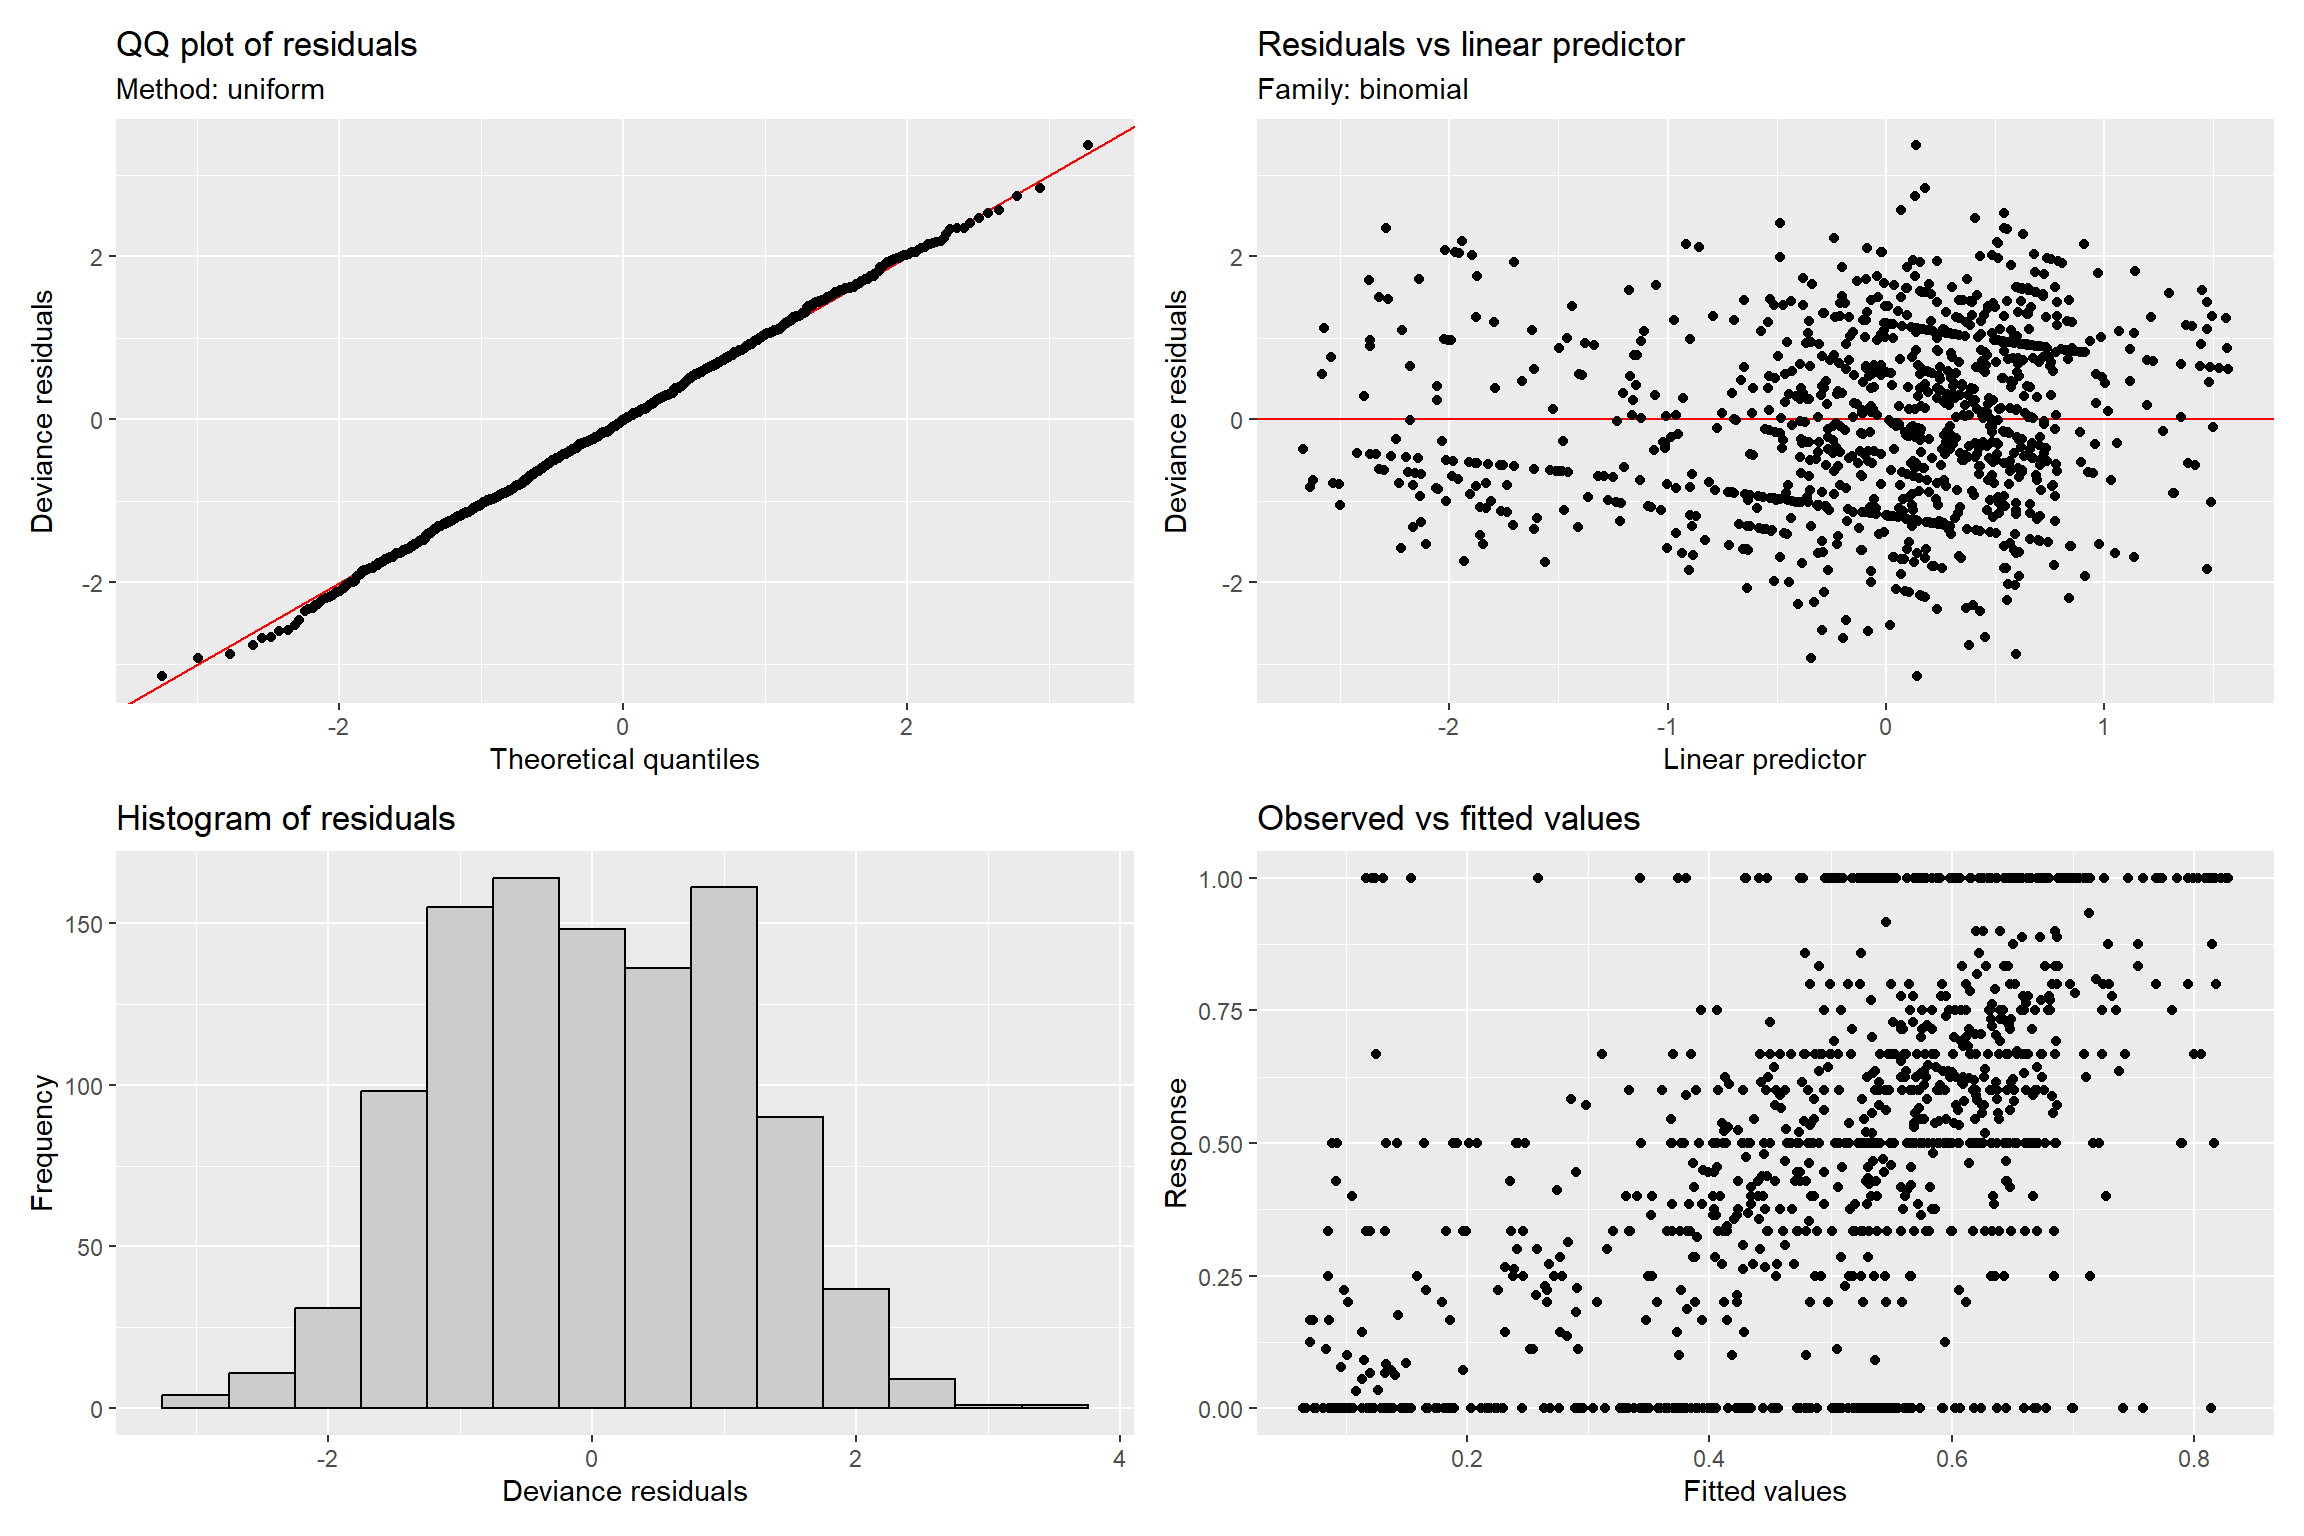 QQ plot of residuals
Method: uniform
Deviance residuals
2
0
-2
-2
0
2
Theoretical quantiles
Residuals vs linear predictor
Family: binomial
Deviance residuals
2
0
-2
-2
-1
0
1
Linear predictor
Histogram of residuals
Frequency
150
100
50
0
-2
0
2
4
Deviance residuals
Observed vs fitted values
Response
1.00
0.75
0.50
0.25
0.00
0.2
0.4
0.6
0.8
Fitted values